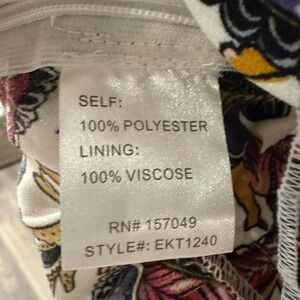 SELF:
100% POLYESTER
LINING:
100% VISCOSE
RN# 157049
STYLE#: EKT1240